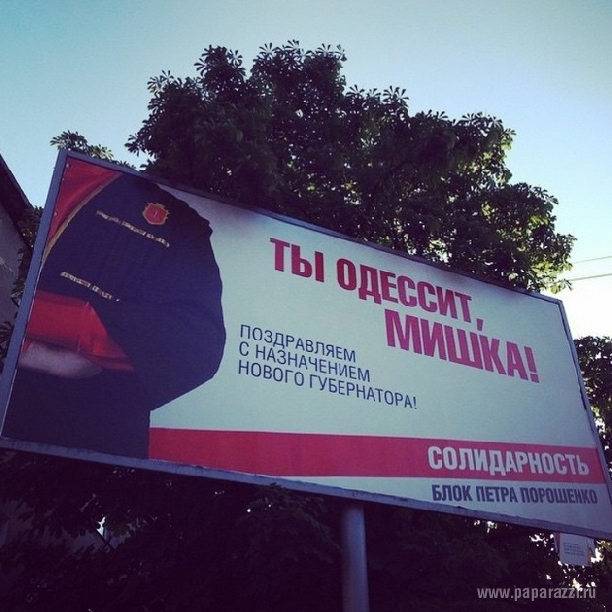 ТЫ ОДЕССИТ,
МИШКА!
ПОЗДРАВЛЯЕМ
С НАЗНАЧЕНИЕМ
НОВОГО ГУБЕРНАТОРА!
СОЛИДАРНОСТЬ
БЛОК ПЕТРА ПОРОШЕНКО
www.paparazzi.ru